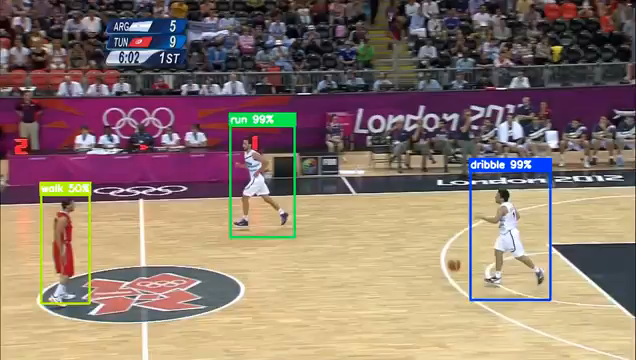 ARG 5
TUN 9
6:02 1ST
run 99%
London 2012
dribble 99%
walk 50%
London 2012